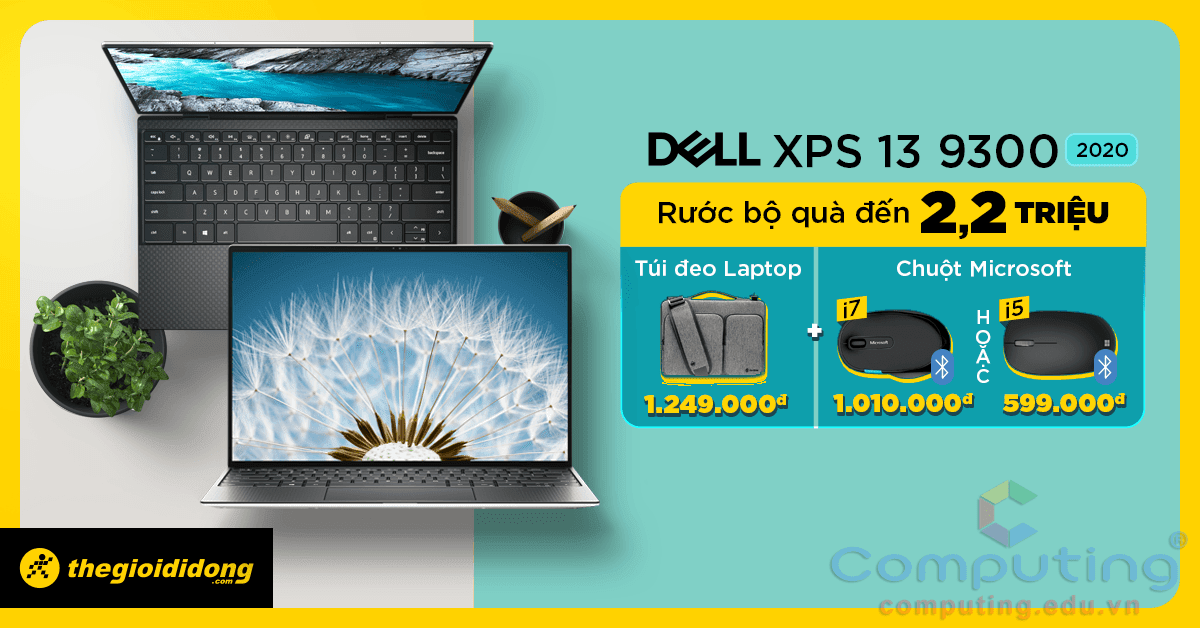 DELL XPS 13 9300 2020
Rước bộ quà đến 2,2 TRIỆU
Túi đeo Laptop
Chuột Microsoft
i7
HOẶC
i5
Microsoft
1.249.000đ
+
1.010.000đ
599.000đ
thegioididong
.com
Computing®
computing.edu.vn